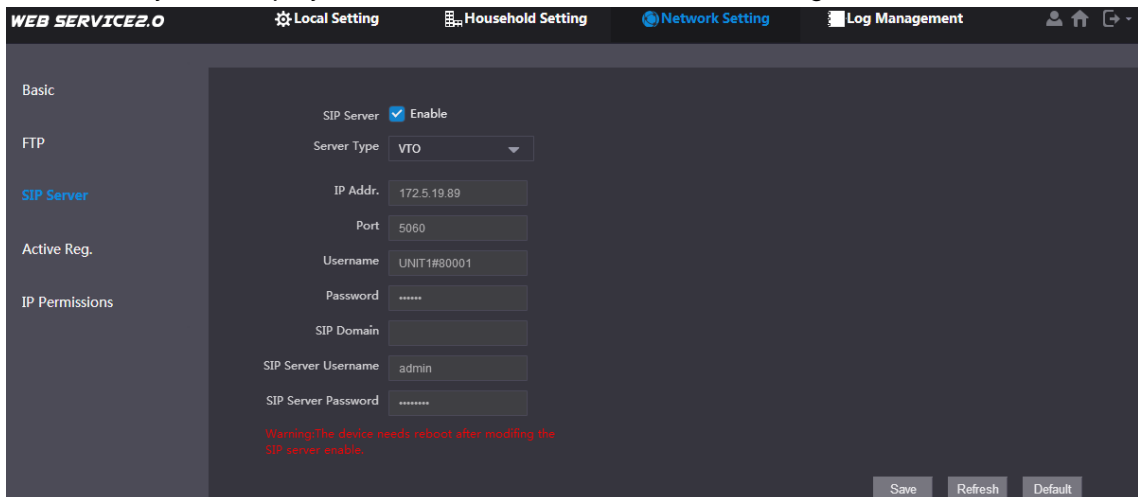 WEB SERVICE2.0 Local Setting Household Setting Network Setting Log Management
Basic
FTP
SIP Server
Active Reg.
IP Permissions
SIP Server Enable
Server Type VTO
IP Addr. 172.5.19.89
Port 5060
Username UNIT1#80001
Password ••••••
SIP Domain
SIP Server Username admin
SIP Server Password ••••••••
Warning:The device needs reboot after modifing the
SIP server enable.
Save Refresh Default